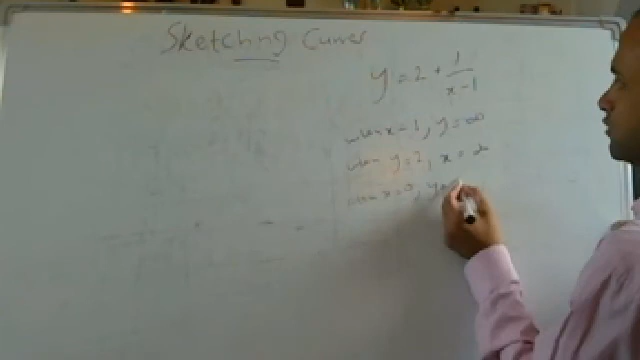 Sketching Curves
y = 2 + 1/(x-1)
when x=1, y=∞
when y=2, x=∞
when x=0, y=